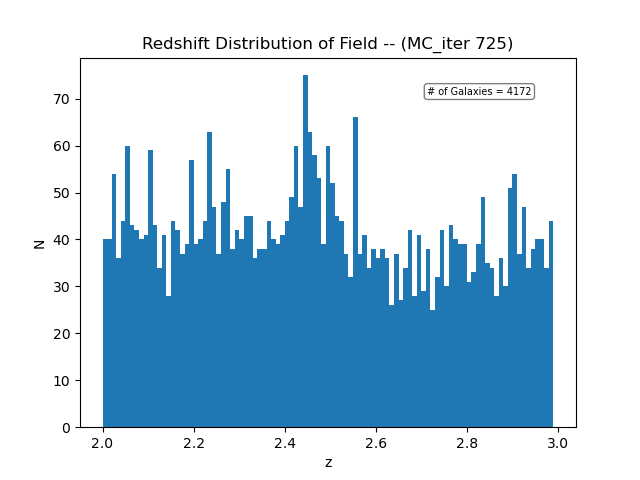 Redshift Distribution of Field -- (MC_iter 725)
# of Galaxies = 4172
70
60
50
40
30
20
10
0
N
2.0 2.2 2.4 2.6 2.8 3.0
z